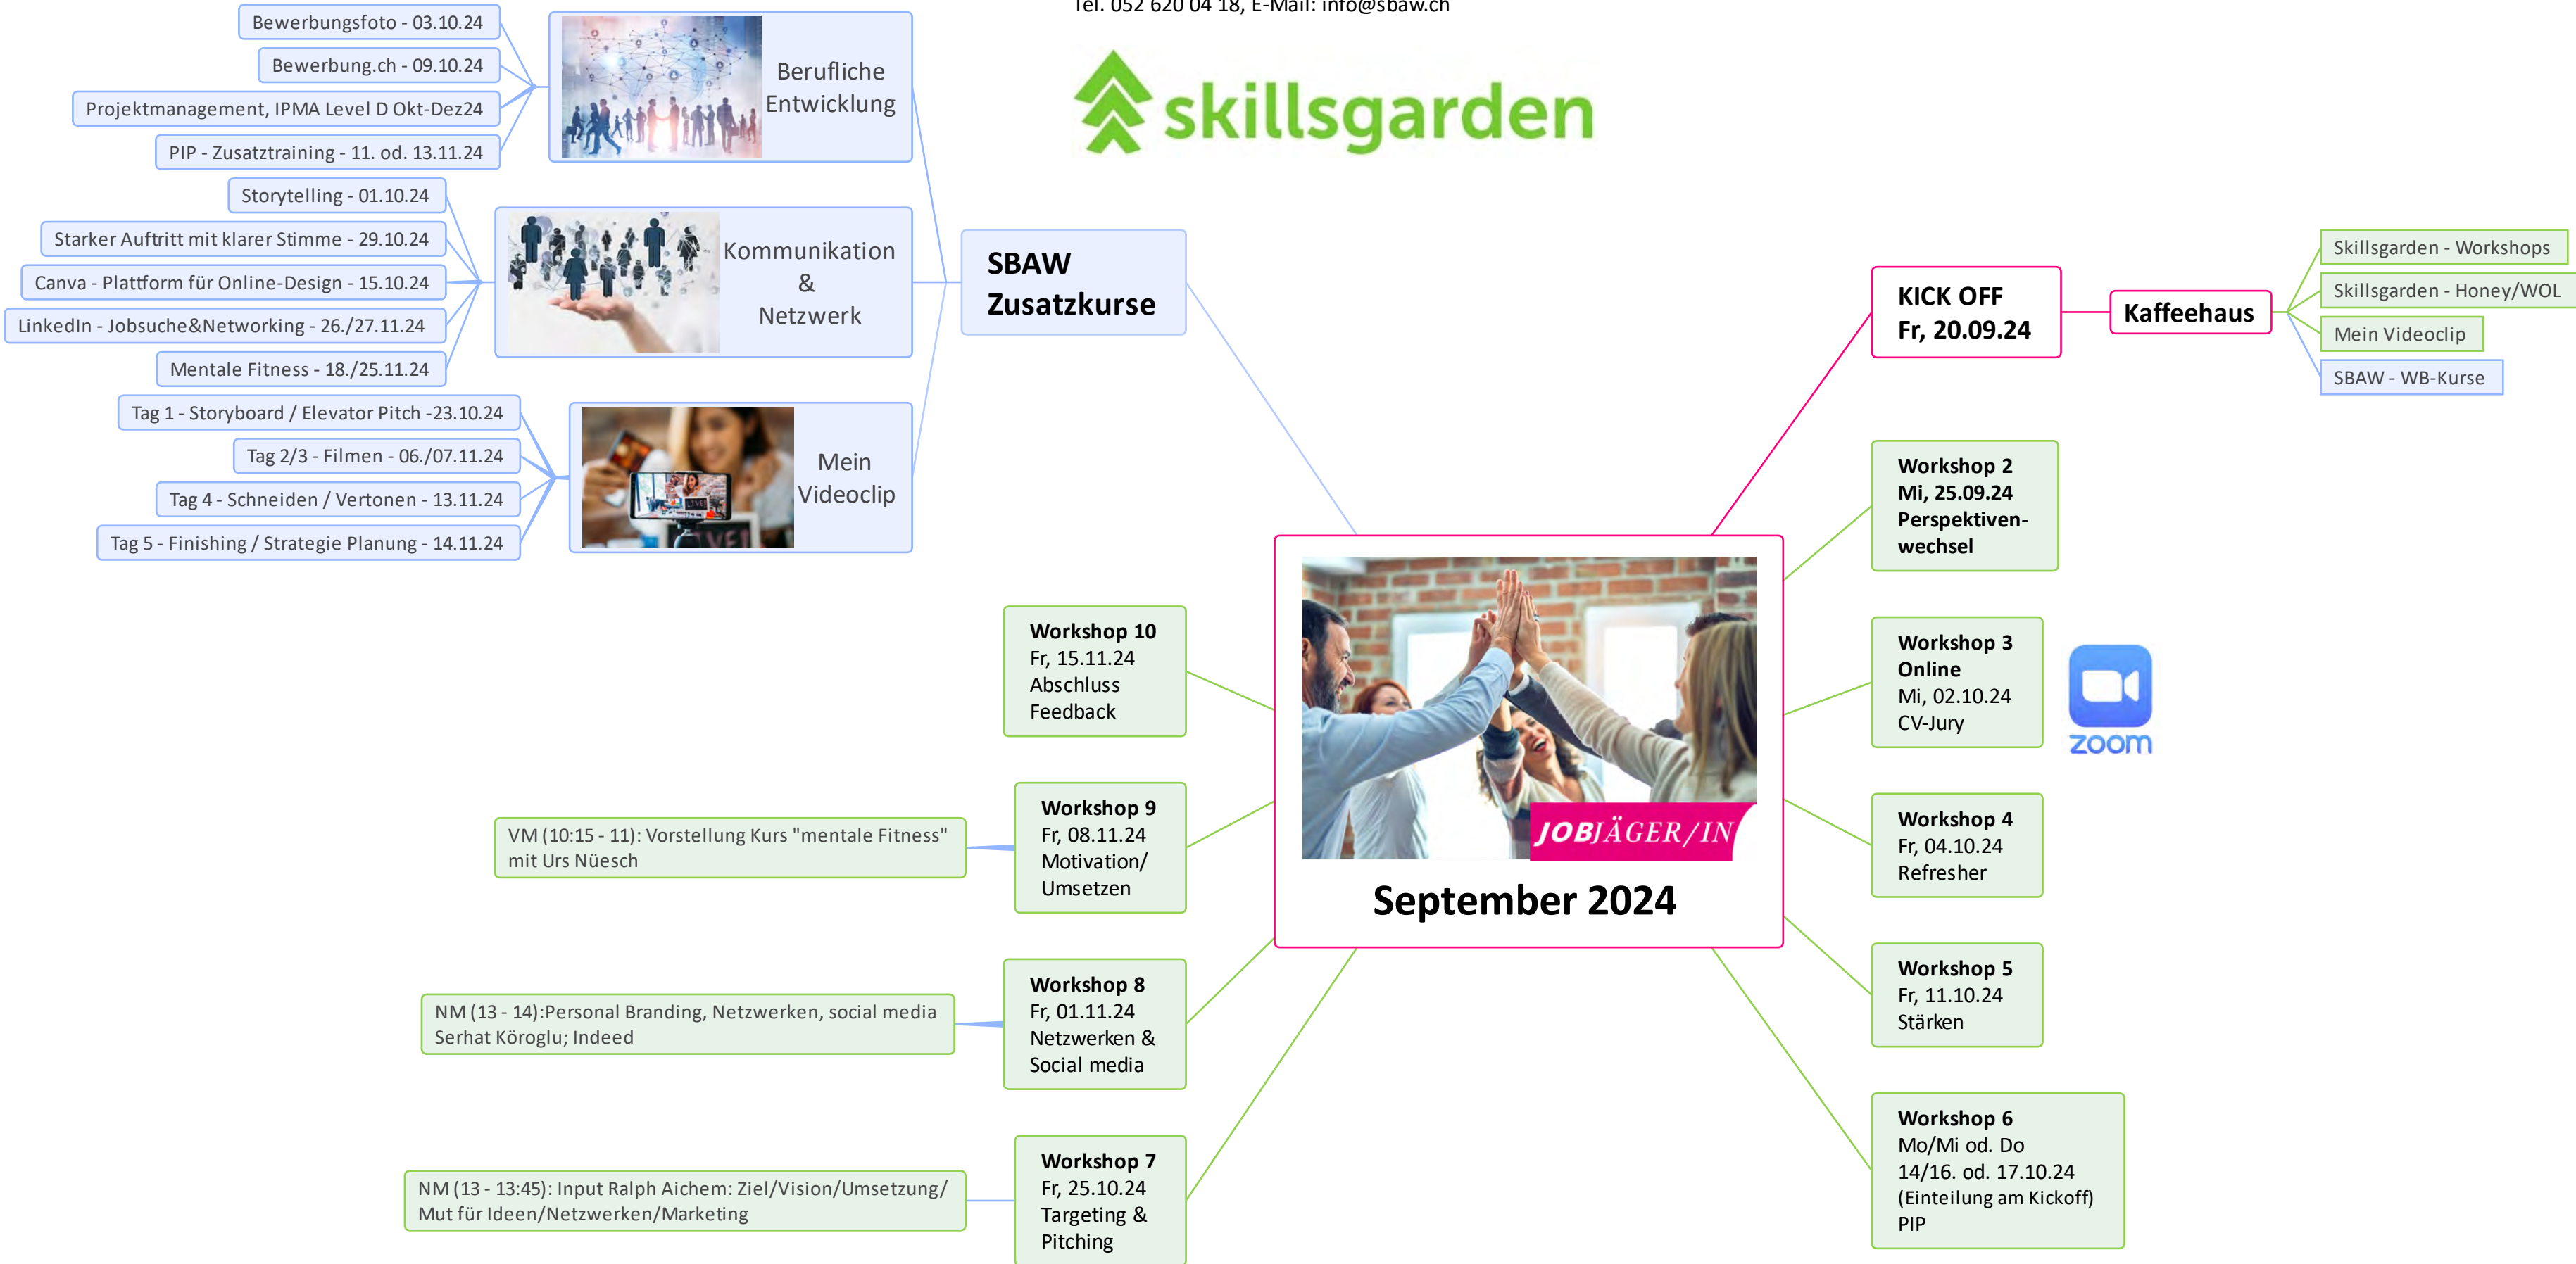 Tel. 052 620 04 18, E-Mail: info@sbaw.ch
skillsgarden
Bewerbungsfoto - 03.10.24
Bewerbung.ch - 09.10.24
Projektmanagement, IPMA Level D Okt-Dez24
PIP - Zusatztraining - 11. od. 13.11.24
Berufliche
Entwicklung
Storytelling - 01.10.24
Starker Auftritt mit klarer Stimme - 29.10.24
Canva - Plattform für Online-Design - 15.10.24
LinkedIn - Jobsuche&Networking - 26./27.11.24
Mentale Fitness - 18./25.11.24
Kommunikation
&
Netzwerk
Tag 1 - Storyboard / Elevator Pitch -23.10.24
Tag 2/3 - Filmen - 06./07.11.24
Tag 4 - Schneiden / Vertonen - 13.11.24
Tag 5 - Finishing / Strategie Planung - 14.11.24
Mein
Videoclip
SBAW
Zusatzkurse
KICK OFF
Fr, 20.09.24
Kaffeehaus
Skillsgarden - Workshops
Skillsgarden - Honey/WOL
Mein Videoclip
SBAW - WB-Kurse
Workshop 2
Mi, 25.09.24
Perspektiven-
wechsel
Workshop 3
Online
Mi, 02.10.24
CV-Jury
zoom
Workshop 4
Fr, 04.10.24
Refresher
Workshop 5
Fr, 11.10.24
Stärken
Workshop 6
Mo/Mi od. Do
14/16. od. 17.10.24
(Einteilung am Kickoff)
PIP
JOBJÄGER/IN
September 2024
Workshop 10
Fr, 15.11.24
Abschluss
Feedback
Workshop 9
Fr, 08.11.24
Motivation/
Umsetzen
VM (10:15 - 11): Vorstellung Kurs "mentale Fitness"
mit Urs Nüesch
Workshop 8
Fr, 01.11.24
Netzwerken &
Social media
NM (13 - 14):Personal Branding, Netzwerken, social media
Serhat Köroglu; Indeed
Workshop 7
Fr, 25.10.24
Targeting &
Pitching
NM (13 - 13:45): Input Ralph Aichem: Ziel/Vision/Umsetzung/
Mut für Ideen/Netzwerken/Marketing